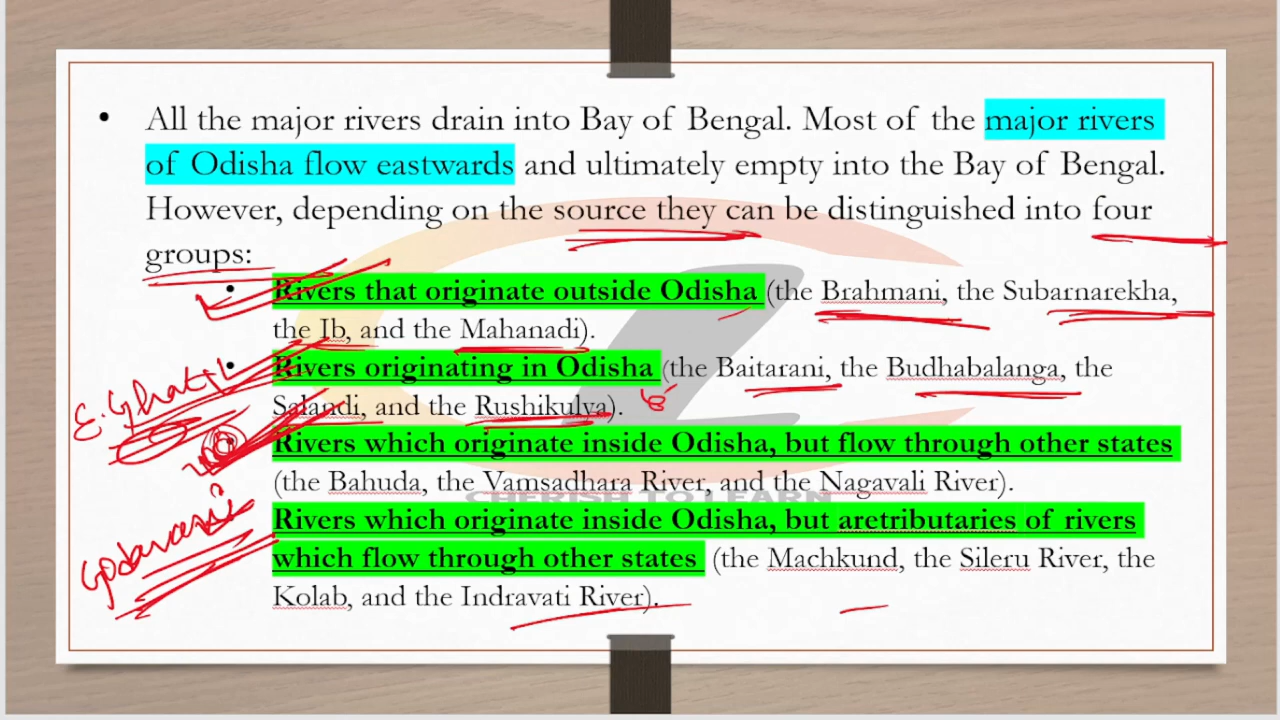 • All the major rivers drain into Bay of Bengal. Most of the major rivers
of Odisha flow eastwards and ultimately empty into the Bay of Bengal.
However, depending on the source they can be distinguished into four
groups:
• Rivers that originate outside Odisha (the Brahmani, the Subarnarekha,
the Ib, and the Mahanadi).
• Rivers originating in Odisha (the Baitarani, the Budhabalanga, the
Salandi, and the Rushikulya).
E. Ghats
Rivers which originate inside Odisha, but flow through other states
(the Bahuda, the Vamsadhara River, and the Nagavali River).
CHERISH TO LEARN
Rivers which originate inside Odisha, but aretributaries of rivers
which flow through other states (the Machkund, the Sileru River, the
Kolab, and the Indravati River).